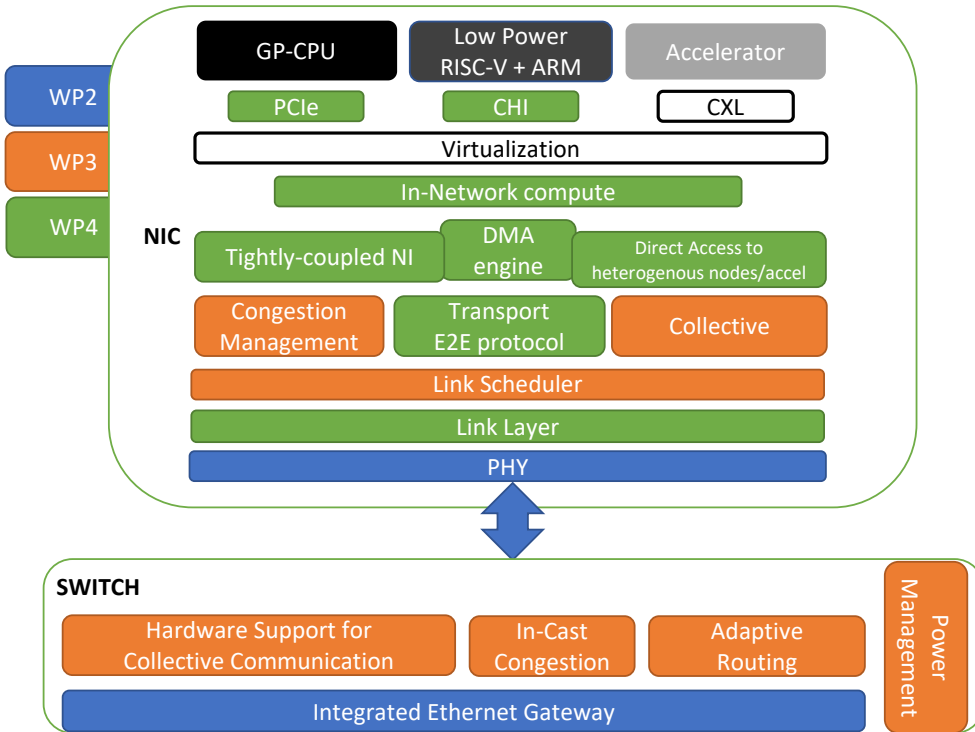 GP-CPU
Low Power
RISC-V + ARM
Accelerator
WP2
PCIe
CHI
CXL
WP3
Virtualization
In-Network compute
WP4
NIC
Tightly-coupled NI
DMA
engine
Direct Access to
heterogenous nodes/accel
Congestion
Management
Transport
E2E protocol
Collective
Link Scheduler
Link Layer
PHY
SWITCH
Hardware Support for
Collective Communication
In-Cast
Congestion
Adaptive
Routing
Power
Management
Integrated Ethernet Gateway